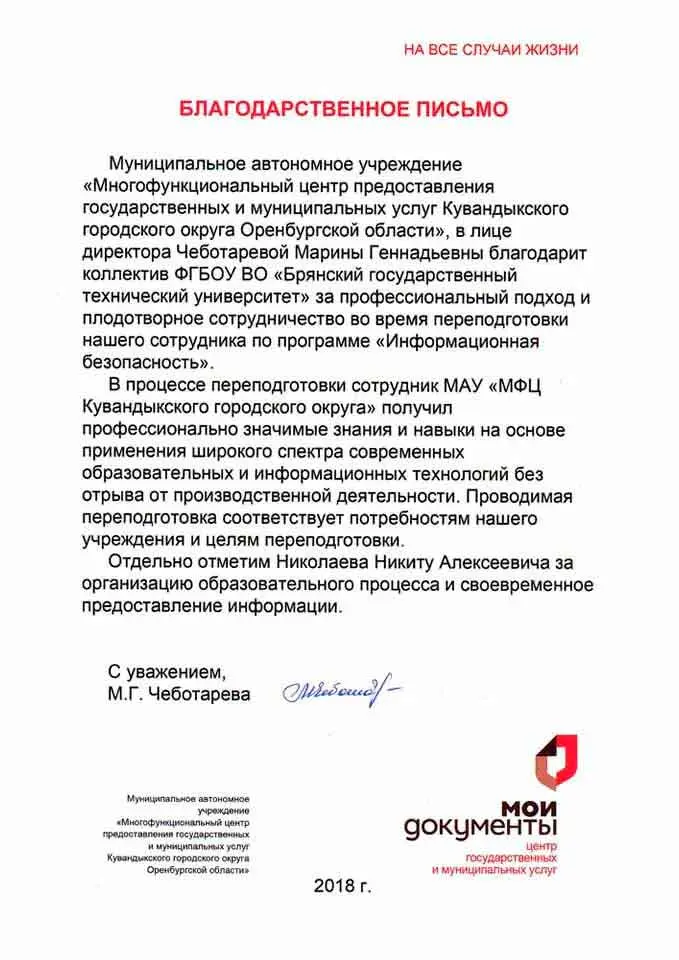 НА ВСЕ СЛУЧАИ ЖИЗНИ
БЛАГОДАРСТВЕННОЕ ПИСЬМО
Муниципальное автономное учреждение
«Многофункциональный центр предоставления
государственных и муниципальных услуг Кувандыкского
городского округа Оренбургской области», в лице
директора Чеботаревой Марины Геннадьевны благодарит
коллектив ФГБОУ ВО «Брянский государственный
технический университет» за профессиональный подход и
плодотворное сотрудничество во время переподготовки
нашего сотрудника по программе «Информационная
безопасность».
В процессе переподготовки сотрудник МАУ «МФЦ
Кувандыкского городского округа» получил
профессионально значимые знания и навыки на основе
применения широкого спектра современных
образовательных и информационных технологий без
отрыва от производственной деятельности. Проводимая
переподготовка соответствует потребностям нашего
учреждения и целям переподготовки.
Отдельно отметим Николаева Никиту Алексеевича за
организацию образовательного процесса и своевременное
предоставление информации.
С уважением,
М.Г. Чеботарева
Муниципальное автономное
учреждение
«Многофункциональный центр
предоставления государственных
и муниципальных услуг
Кувандыкского городского округа
Оренбургской области»
мои
документы
центр
государственных
и муниципальных услуг
2018 г.